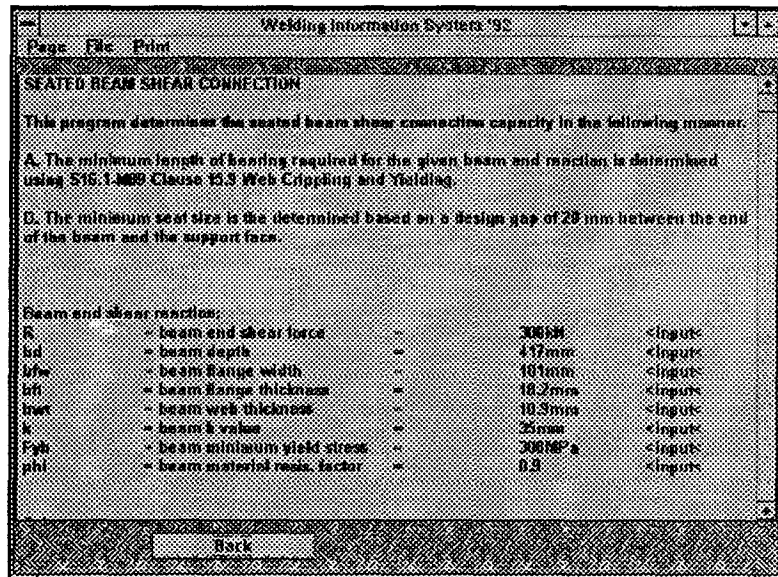 Welding Information System '93
Page File Print
SEATED BEAM SHEAR CONNECTION
This program determines the seated beam shear connection capacity in the following manner.
A. The minimum length of bearing required for the given beam end reaction is determined
using S16.1-M89 Clause 15.9 Web Crippling and Yielding.
B. The minimum seat size is the determined based on a design gap of 20 mm between the end
of the beam and the support face.
Beam end shear reaction;
R = beam end shear force = 300kN <Input<
bd = beam depth = 417mm <Input<
bfw = beam flange width = 181mm <Input<
bft = beam flange thickness = 18.2mm <Input<
bwt = beam web thickness = 10.9mm <Input<
k = beam k value = 35mm <Input<
Fyb = beam minimum yield stress = 300MPa <Input<
phi = beam material resis. factor = 0.9 <Input<
Back